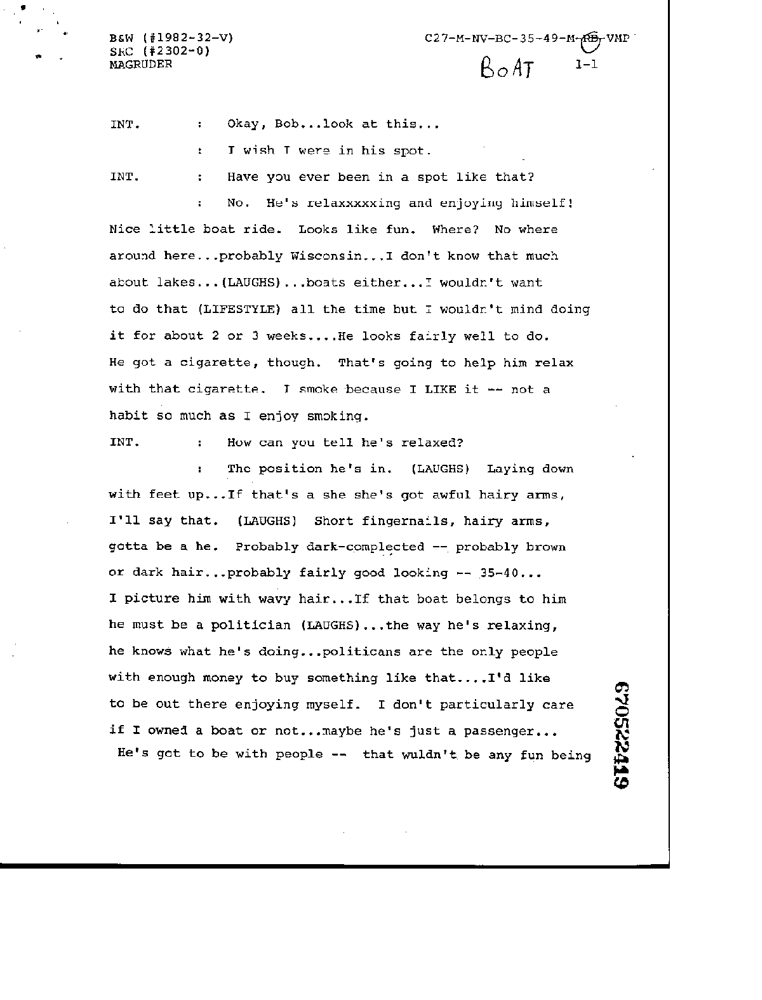 B&W (#1982-32-V) C27-M-NV-BC-35-49-M-RB-VMP
SRC (#2302-0)
MAGRUDER BOAT 1-1
INT. : Okay, Bob...look at this...
: I wish I were in his spot.
INT. : Have you ever been in a spot like that?
: No. He's relaxxxxxing and enjoying himself!
Nice little boat ride. Looks like fun. Where? No where
around here...probably Wisconsin...I don't know that much
about lakes...(LAUGHS)...boats either...I wouldn't want
to do that (LIFESTYLE) all the time but I wouldn't mind doing
it for about 2 or 3 weeks....He looks fairly well to do.
He got a cigarette, though. That's going to help him relax
with that cigarette. I smoke because I LIKE it -- not a
habit so much as I enjoy smoking.
INT. : How can you tell he's relaxed?
: The position he's in. (LAUGHS) Laying down
with feet up...If that's a she she's got awful hairy arms,
I'll say that. (LAUGHS) Short fingernails, hairy arms,
gotta be a he. Probably dark-complected -- probably brown
or dark hair...probably fairly good looking -- 35-40...
I picture him with wavy hair...If that boat belongs to him
he must be a politician (LAUGHS)...the way he's relaxing,
he knows what he's doing...politicans are the only people
with enough money to buy something like that....I'd like
to be out there enjoying myself. I don't particularly care
if I owned a boat or not...maybe he's just a passenger...
He's got to be with people -- that wuldn't be any fun being
670522419